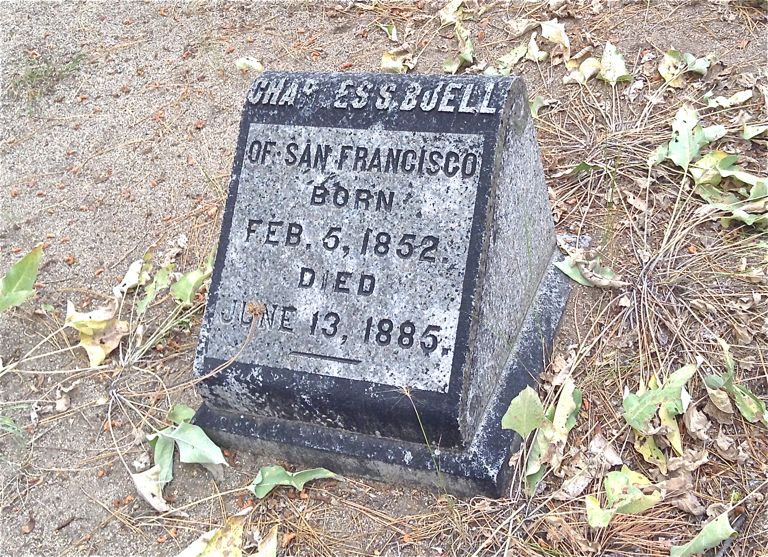 CHARLES S. BUELL
OF SAN FRANCISCO
BORN
FEB. 5, 1852.
DIED
JUNE 13, 1885.